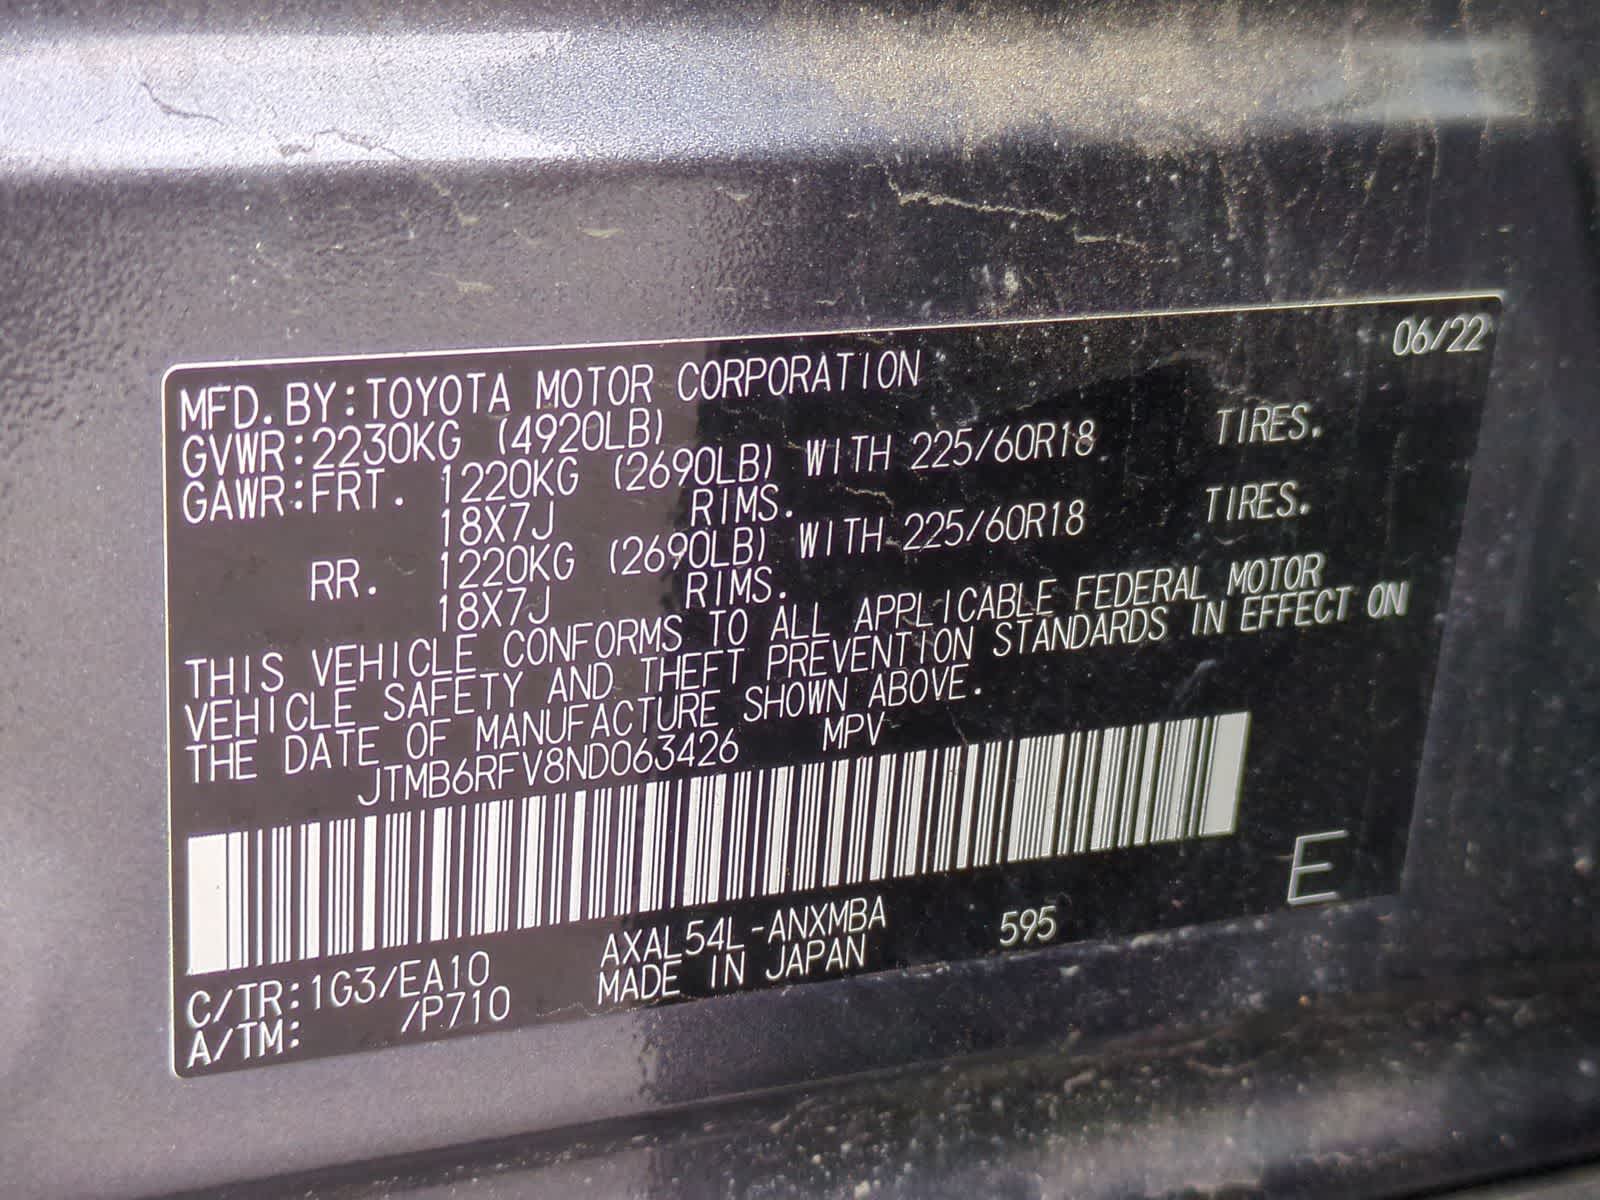 06/22
MFD. BY: TOYOTA MOTOR CORPORATION
GVWR: 2230KG (4920LB)
GAWR: FRT. 1220KG (2690LB) WITH 225/60R18 TIRES.
18X7J RIMS.
RR. 1220KG (2690LB) WITH 225/60R18 TIRES.
18X7J RIMS.
THIS VEHICLE CONFORMS TO ALL APPLICABLE FEDERAL MOTOR
VEHICLE SAFETY AND THEFT PREVENTION STANDARDS IN EFFECT ON
THE DATE OF MANUFACTURE SHOWN ABOVE.
JTMB6RFV8ND063426 MPV
E
C/TR: 1G3/EA10 AXAL54L-ANXMBA 595
A/TM: /P710 MADE IN JAPAN